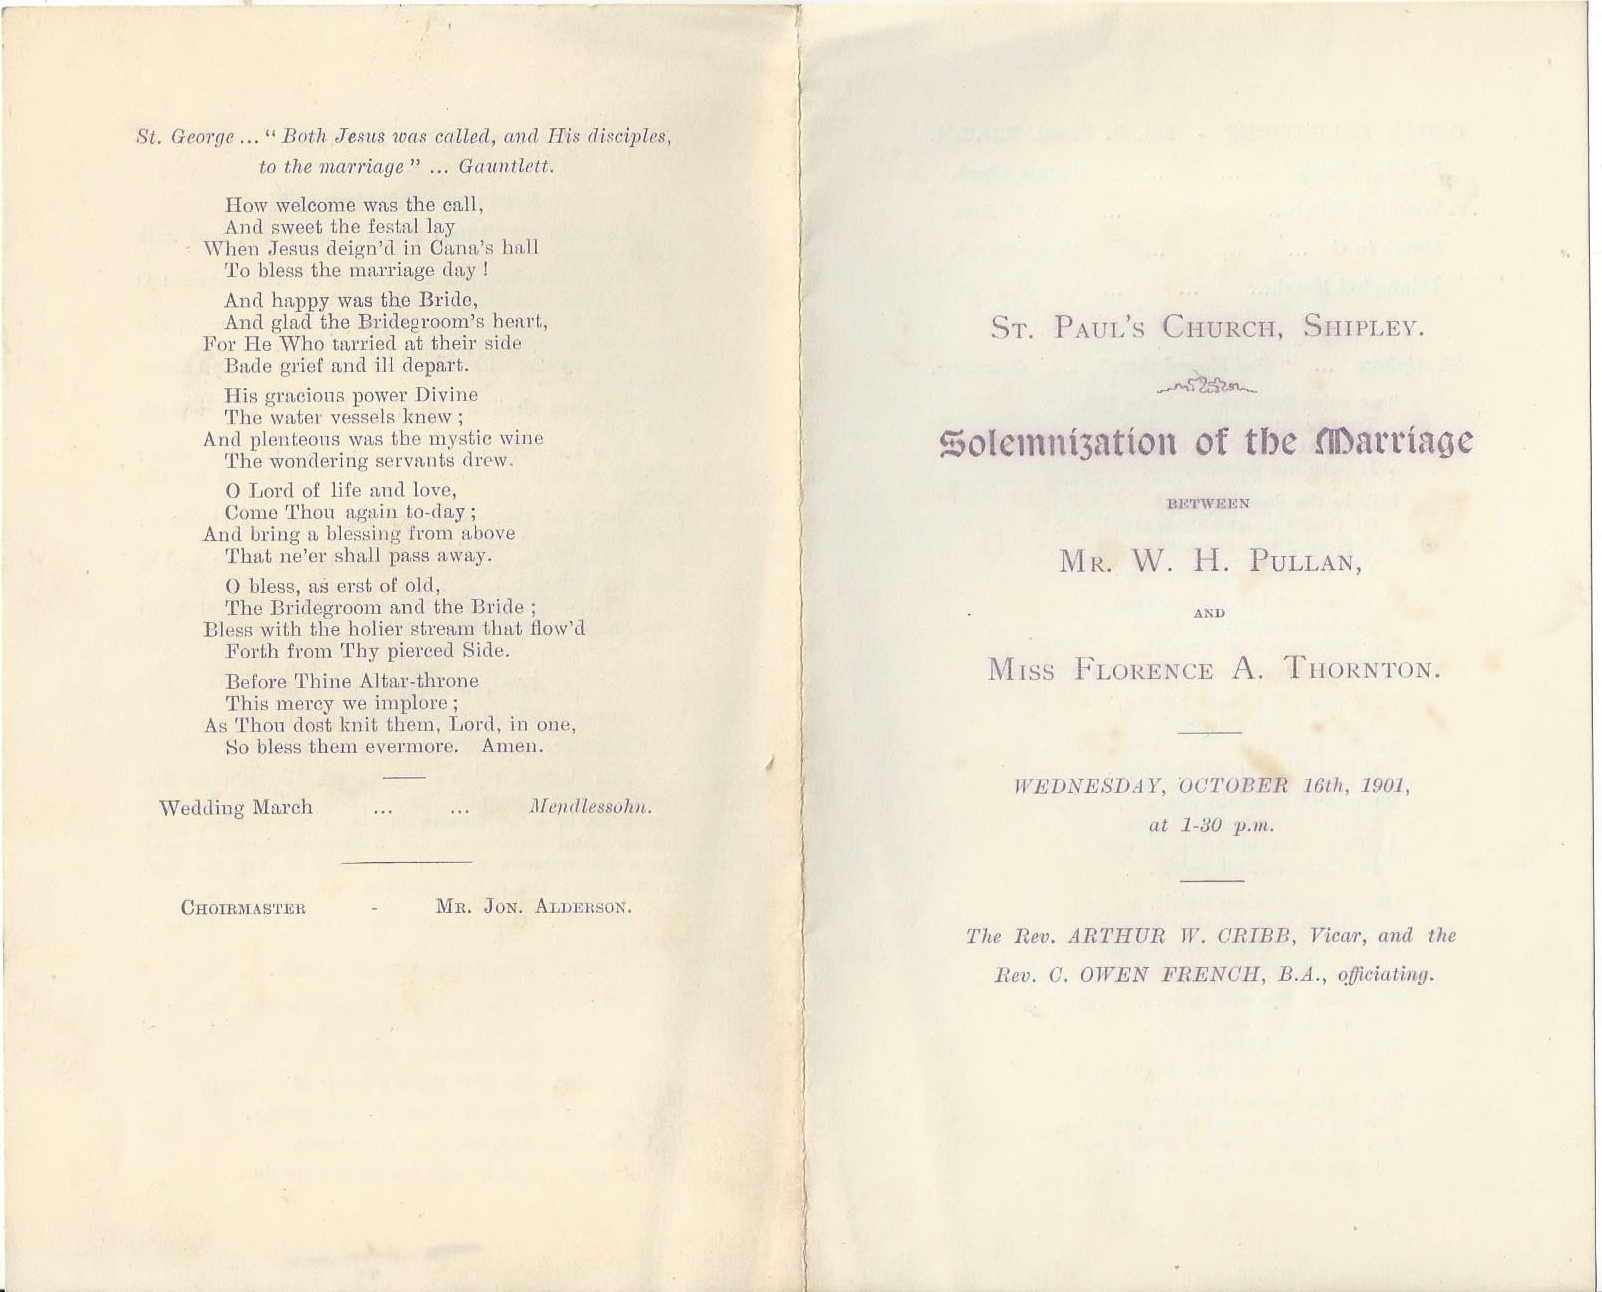 St. George ... " Both Jesus was called, and His disciples,
to the marriage " ... Gauntlett.
How welcome was the call,
And sweet the festal lay
When Jesus deign'd in Cana's hall
To bless the marriage day !
And happy was the Bride,
And glad the Bridegroom's heart,
For He Who tarried at their side
Bade grief and ill depart.
His gracious power Divine
The water vessels knew ;
And plenteous was the mystic wine
The wondering servants drew.
O Lord of life and love,
Come Thou again to-day ;
And bring a blessing from above
That ne'er shall pass away.
O bless, as erst of old,
The Bridegroom and the Bride ;
Bless with the holier stream that flow'd
Forth from Thy pierced Side.
Before Thine Altar-throne
This mercy we implore ;
As Thou dost knit them, Lord, in one,
So bless them evermore. Amen.
Wedding March ... ... Mendlessohn.
CHOIRMASTER - MR. JON. ALDERSON.
ST. PAUL'S CHURCH, SHIPLEY.
Solemnization of the Marriage
BETWEEN
MR. W. H. PULLAN,
AND
MISS FLORENCE A. THORNTON.
WEDNESDAY, OCTOBER 16th, 1901,
at 1-30 p.m.
The Rev. ARTHUR W. CRIBB, Vicar, and the
Rev. C. OWEN FRENCH, B.A., officiating.